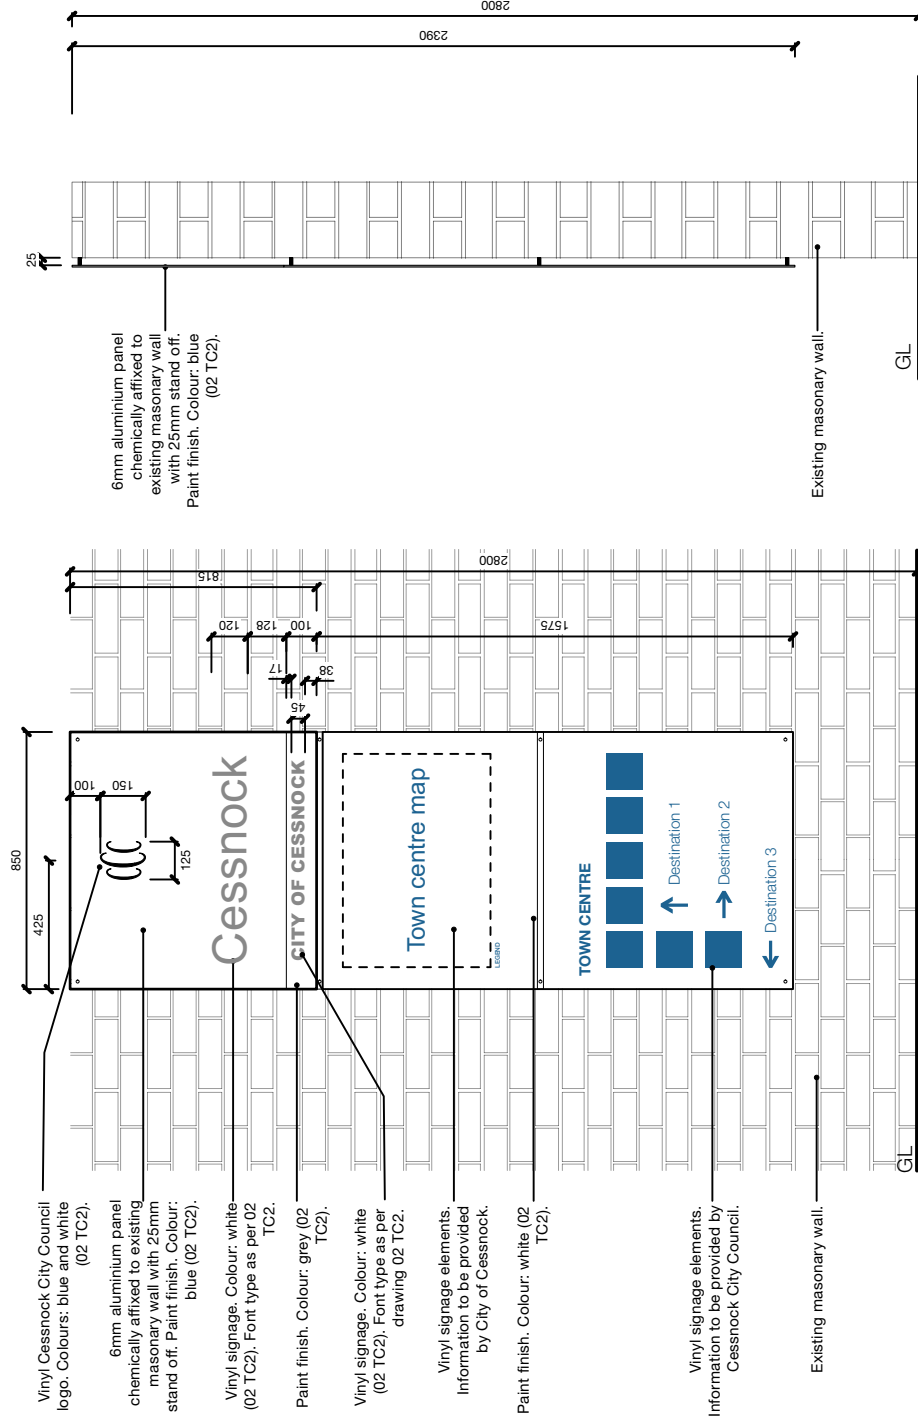 Vinyl Cessnock City Council
logo. Colours: blue and white
(02 TC2).
6mm aluminium panel
chemically affixed to existing
masonary wall with 25mm
stand off. Paint finish. Colour:
blue (02 TC2).
Vinyl signage. Colour: white
(02 TC2). Font type as per 02
TC2.
Paint finish. Colour: grey (02
TC2).
Vinyl signage. Colour: white
(02 TC2). Font type as per
drawing 02 TC2.
Vinyl signage elements.
Information to be provided
by City of Cessnock.
Paint finish. Colour: white (02
TC2).
Vinyl signage elements.
Information to be provided by
Cessnock City Council.
Existing masonary wall.
GL
850
425
100
150
125
Cessnock
CITY OF CESSNOCK
Town centre map
LEGEND
TOWN CENTRE
Destination 1
Destination 2
Destination 3
45
17
38
120
128
100
815
1575
2800
6mm aluminium panel
chemically affixed to
existing masonary wall
with 25mm stand off.
Paint finish. Colour: blue
(02 TC2).
25
Existing masonary wall.
GL
2390
2800